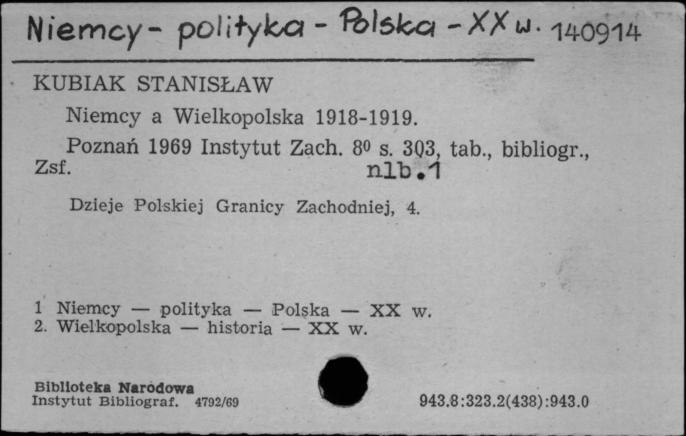 Niemcy - polityka - Polska - XX w. 140914
KUBIAK STANISŁAW
Niemcy a Wielkopolska 1918-1919.
Poznań 1969 Instytut Zach. 8⁰ s. 303, tab., bibliogr.,
Zsf. nlb.1
Dzieje Polskiej Granicy Zachodniej, 4.
1 Niemcy — polityka — Polska — XX w.
2. Wielkopolska — historia — XX w.
Biblioteka Narodowa
Instytut Bibliograf. 4792/69 943.8:323.2(438):943.0